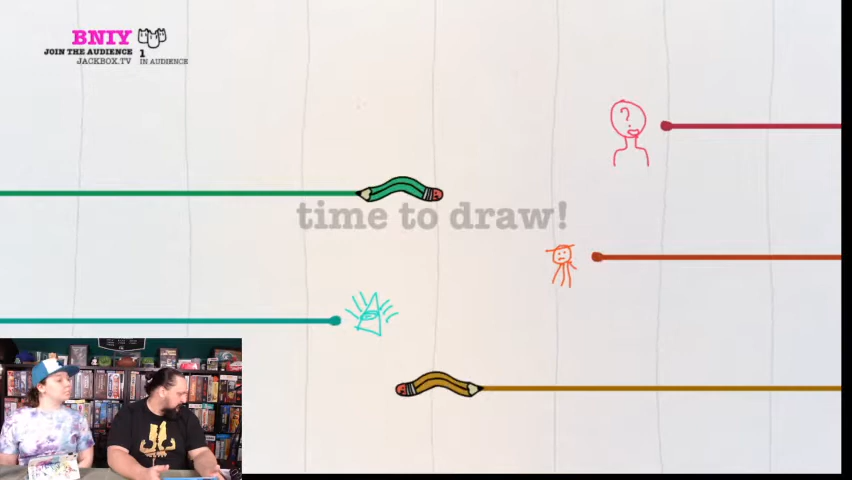 BNIY
JOIN THE AUDIENCE 1
JACKBOX.TV IN AUDIENCE
?
time to draw!